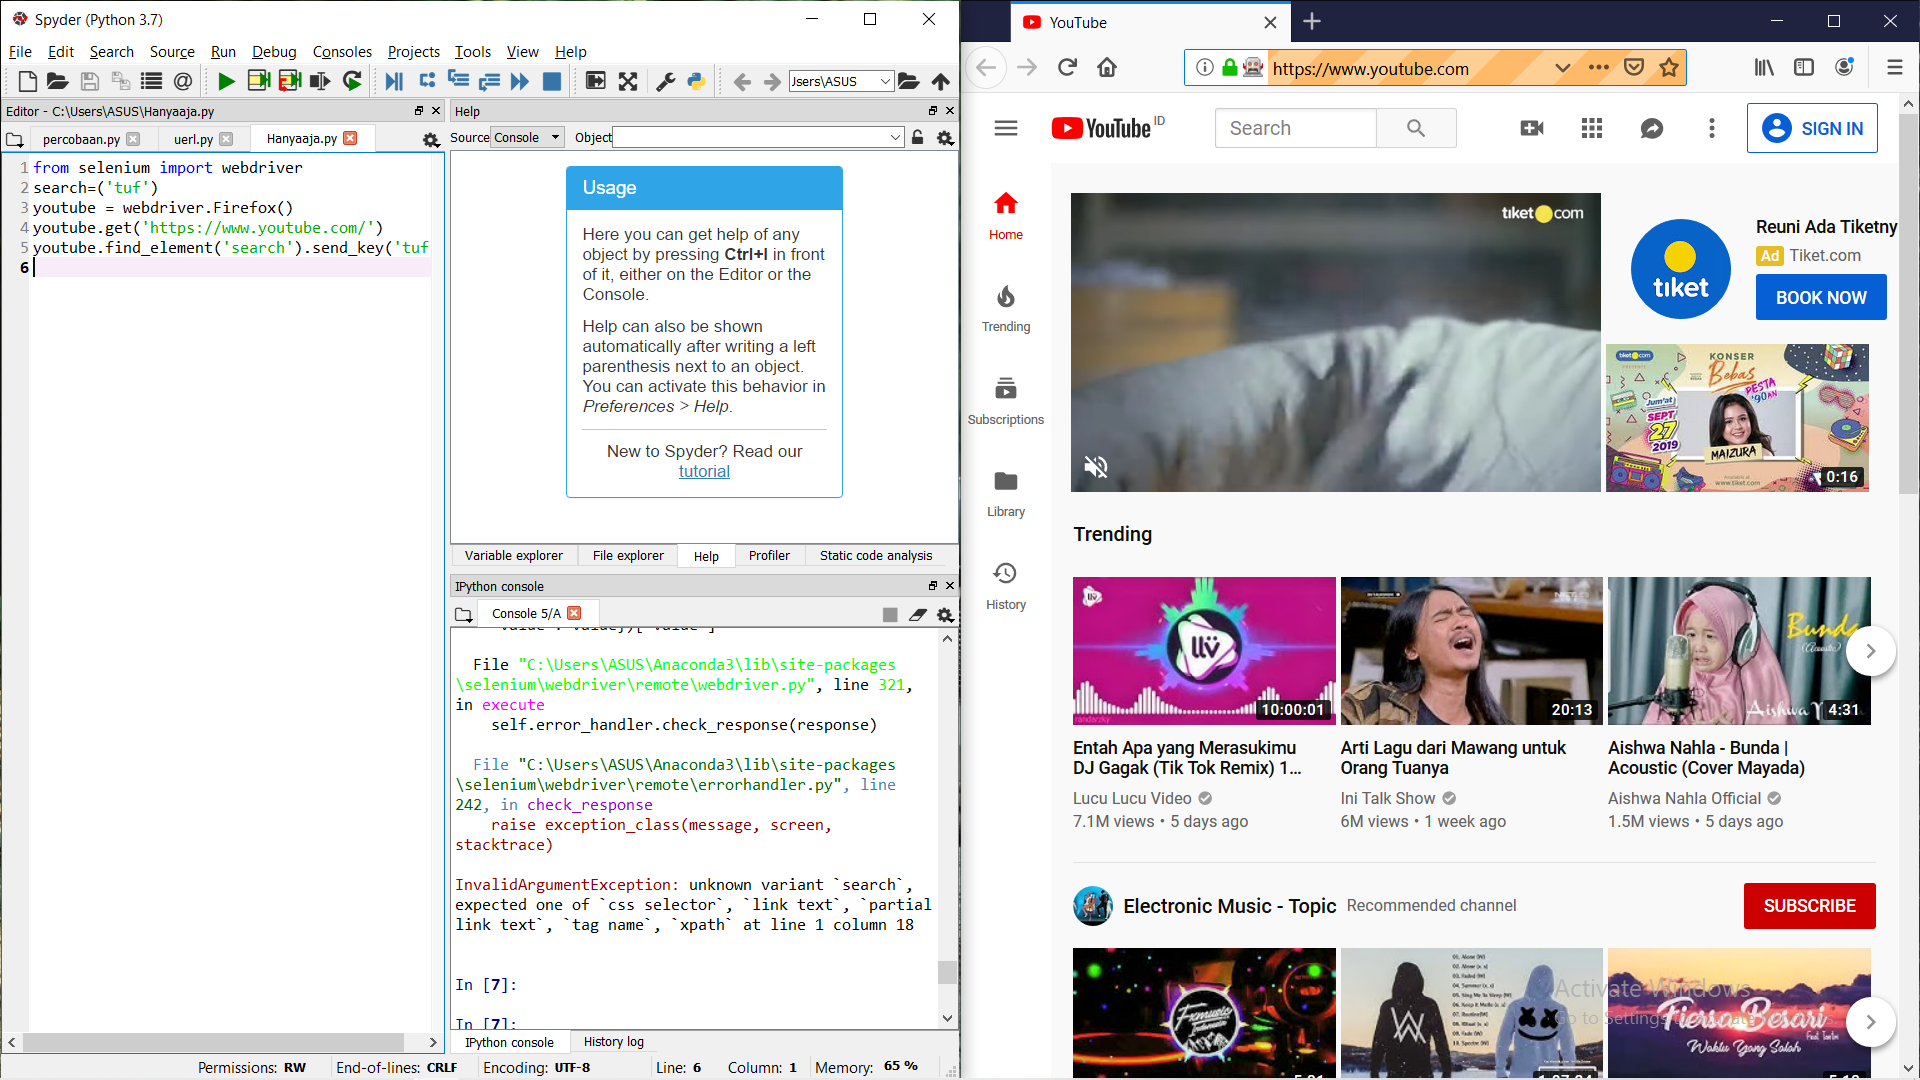 Spyder (Python 3.7)
File Edit Search Source Run Debug Consoles Projects Tools View Help
Jsers\ASUS
Editor - C:\Users\ASUS\Hanyaaja.py
percobaan.py uerl.py Hanyaaja.py
1 from selenium import webdriver
2 search=('tuf')
3 youtube = webdriver.Firefox()
4 youtube.get('https://www.youtube.com/')
5 youtube.find_element('search').send_key('tuf
6
Help
Source Console Object
Usage
Here you can get help of any
object by pressing Ctrl+I in front
of it, either on the Editor or the
Console.
Help can also be shown
automatically after writing a left
parenthesis next to an object.
You can activate this behavior in
Preferences > Help.
New to Spyder? Read our
tutorial
Variable explorer File explorer Help Profiler Static code analysis
IPython console
Console 5/A
File "C:\Users\ASUS\Anaconda3\lib\site-packages
\selenium\webdriver\remote\webdriver.py", line 321,
in execute
self.error_handler.check_response(response)
File "C:\Users\ASUS\Anaconda3\lib\site-packages
\selenium\webdriver\remote\errorhandler.py", line
242, in check_response
raise exception_class(message, screen,
stacktrace)
InvalidArgumentException: unknown variant `search`,
expected one of `css selector`, `link text`, `partial
link text`, `tag name`, `xpath` at line 1 column 18
In [7]:
In [7]:
IPython console History log
Permissions: RW End-of-lines: CRLF Encoding: UTF-8 Line: 6 Column: 1 Memory: 65 %
YouTube
https://www.youtube.com
YouTube ID
Search
SIGN IN
Home
Trending
Subscriptions
Library
History
tiket.com
tiket
Reuni Ada Tiketny
Ad Tiket.com
BOOK NOW
tiket.com
KONSER
Bebas
PESTA
'90AN
Jum'at
SEPT
27
2019
MAIZURA
www.tiket.com
0:16
Trending
llv
randarzky
10:00:01
20:13
Bunda
(Acoustic)
Aishwa N
4:31
Entah Apa yang Merasukimu
DJ Gagak (Tik Tok Remix) 1...
Lucu Lucu Video
7.1M views • 5 days ago
Arti Lagu dari Mawang untuk
Orang Tuanya
Ini Talk Show
6M views • 1 week ago
Aishwa Nahla - Bunda |
Acoustic (Cover Mayada)
Aishwa Nahla Official
1.5M views • 5 days ago
Electronic Music - Topic Recommended channel
SUBSCRIBE
Fxmusic
Fiersa Besari
Feat Tantri
Waktu Yang Salah
Activate Windows
Go to Settings